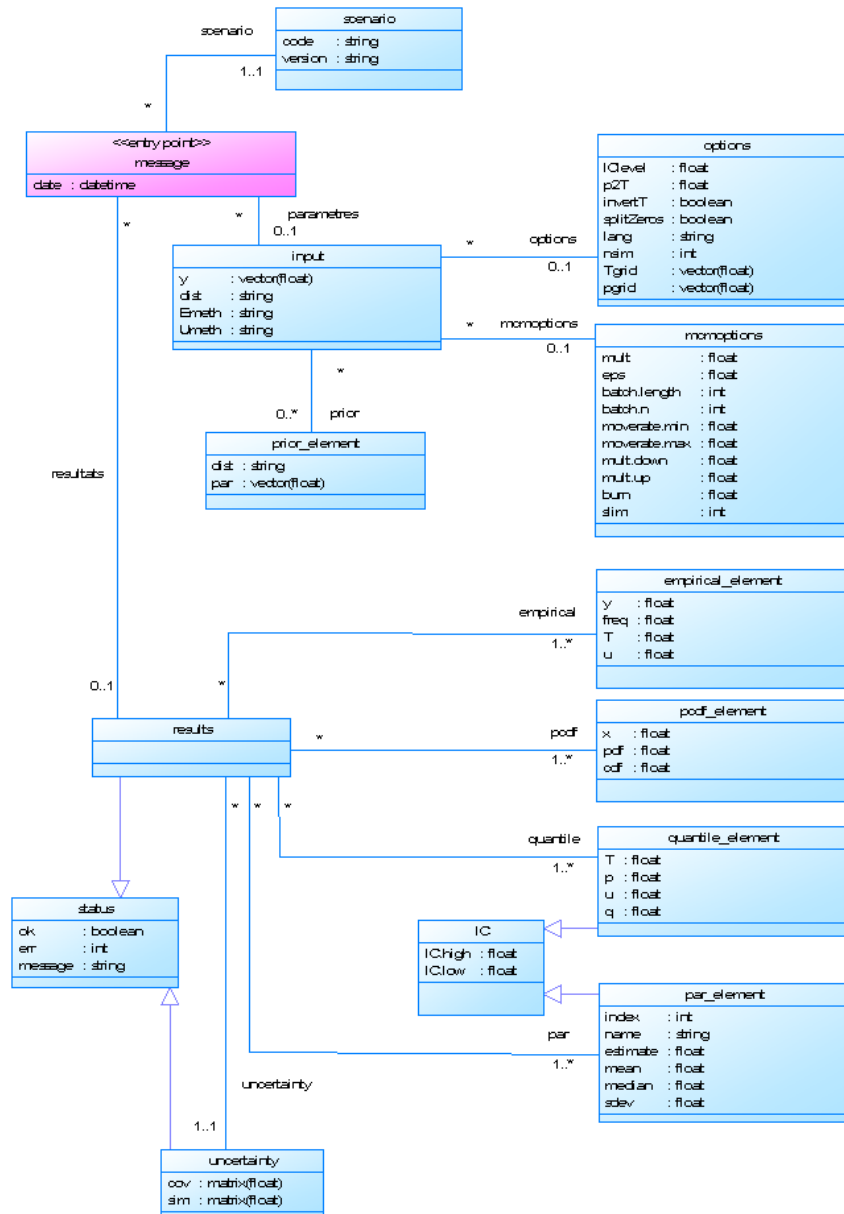 scenario
code : string
version : string
scenario
1..1
*
<<entry point>>
message
date : datetime
*
*
parametres
0..1
input
y : vector(float)
dist : string
Emeth : string
Umeth : string
*
options
0..1
options
IClevel : float
p2T : float
invertT : boolean
splitZeros : boolean
lang : string
nsim : int
Tgrid : vector(float)
pgrid : vector(float)
*
momoptions
0..1
momoptions
mult : float
eps : float
batch.length : int
batch.n : int
moverate.min : float
moverate.max : float
mult.down : float
mult.up : float
burn : float
slim : int
*
0..*
prior
prior_element
dist : string
par : vector(float)
resultats
0..1
empirical
1..*
*
empirical_element
y : float
freq : float
T : float
u : float
results
*
pcdf
1..*
pcdf_element
x : float
pdf : float
cdf : float
*
*
*
quantile
1..*
quantile_element
T : float
p : float
u : float
q : float
status
ok : boolean
err : int
message : string
IC
IC.high : float
IC.low : float
par
1..*
par_element
index : int
name : string
estimate : float
mean : float
median : float
sdev : float
uncertainty
1..1
uncertainty
cov : matrix(float)
sim : matrix(float)